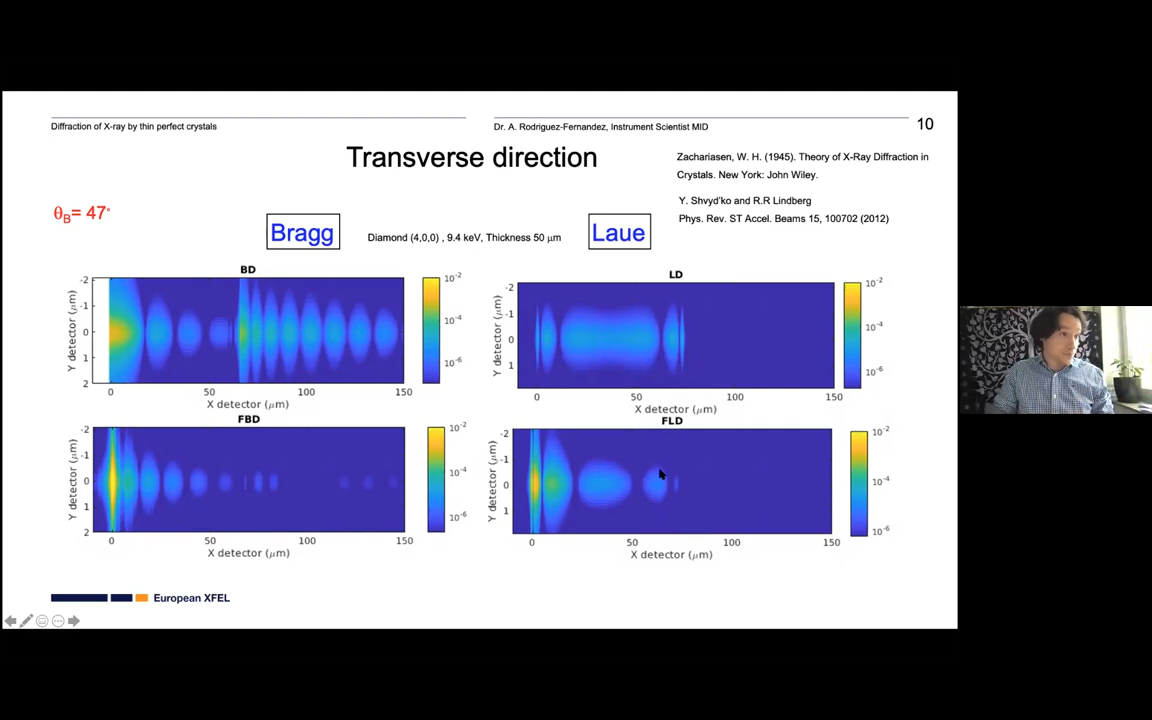 Diffraction of X-ray by thin perfect crystals
Dr. A. Rodriguez-Fernandez, Instrument Scientist MID
10
Transverse direction
Zachariasen, W. H. (1945). Theory of X-Ray Diffraction in
Crystals. New York: John Wiley.
Y. Shvyd'ko and R.R Lindberg
Phys. Rev. ST Accel. Beams 15, 100702 (2012)
θB= 47°
Bragg
Diamond (4,0,0) , 9.4 keV, Thickness 50 μm
Laue
BD
-2
-1
0
1
2
Y detector (μm)
0
50
100
150
X detector (μm)
10⁻²
10⁻⁴
10⁻⁶
LD
-2
-1
0
1
Y detector (μm)
0
50
100
150
X detector (μm)
10⁻²
10⁻⁴
10⁻⁶
FBD
-2
-1
0
1
2
Y detector (μm)
0
50
100
150
X detector (μm)
10⁻²
10⁻⁴
10⁻⁶
FLD
-2
-1
0
1
Y detector (μm)
0
50
100
150
X detector (μm)
10⁻²
10⁻⁴
10⁻⁶
European XFEL